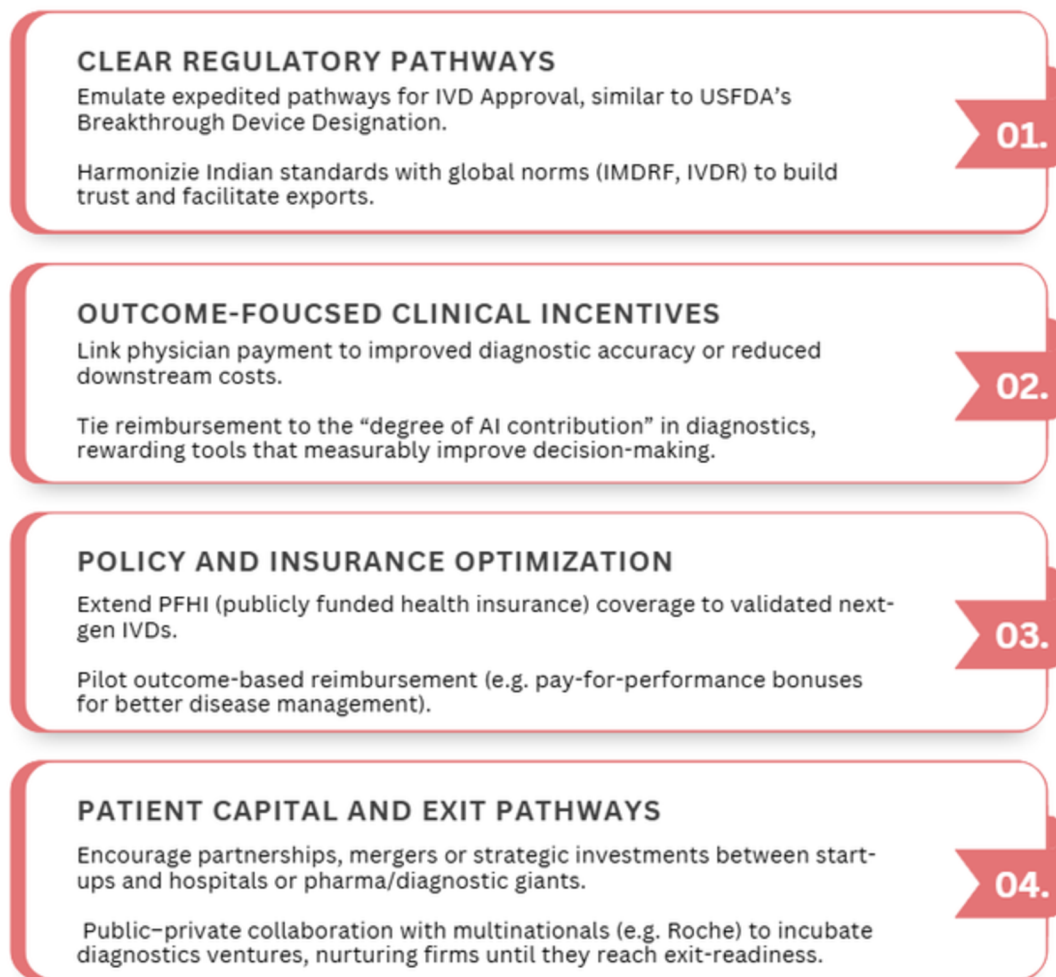 CLEAR REGULATORY PATHWAYS
Emulate expedited pathways for IVD Approval, similar to USFDA’s
Breakthrough Device Designation.
Harmonizie Indian standards with global norms (IMDRF, IVDR) to build
trust and facilitate exports.
01.
OUTCOME-FOUCSED CLINICAL INCENTIVES
Link physician payment to improved diagnostic accuracy or reduced
downstream costs.
Tie reimbursement to the “degree of AI contribution” in diagnostics,
rewarding tools that measurably improve decision-making.
02.
POLICY AND INSURANCE OPTIMIZATION
Extend PFHI (publicly funded health insurance) coverage to validated next-
gen IVDs.
Pilot outcome-based reimbursement (e.g. pay-for-performance bonuses
for better disease management).
03.
PATIENT CAPITAL AND EXIT PATHWAYS
Encourage partnerships, mergers or strategic investments between start-
ups and hospitals or pharma/diagnostic giants.
Public–private collaboration with multinationals (e.g. Roche) to incubate
diagnostics ventures, nurturing firms until they reach exit-readiness.
04.